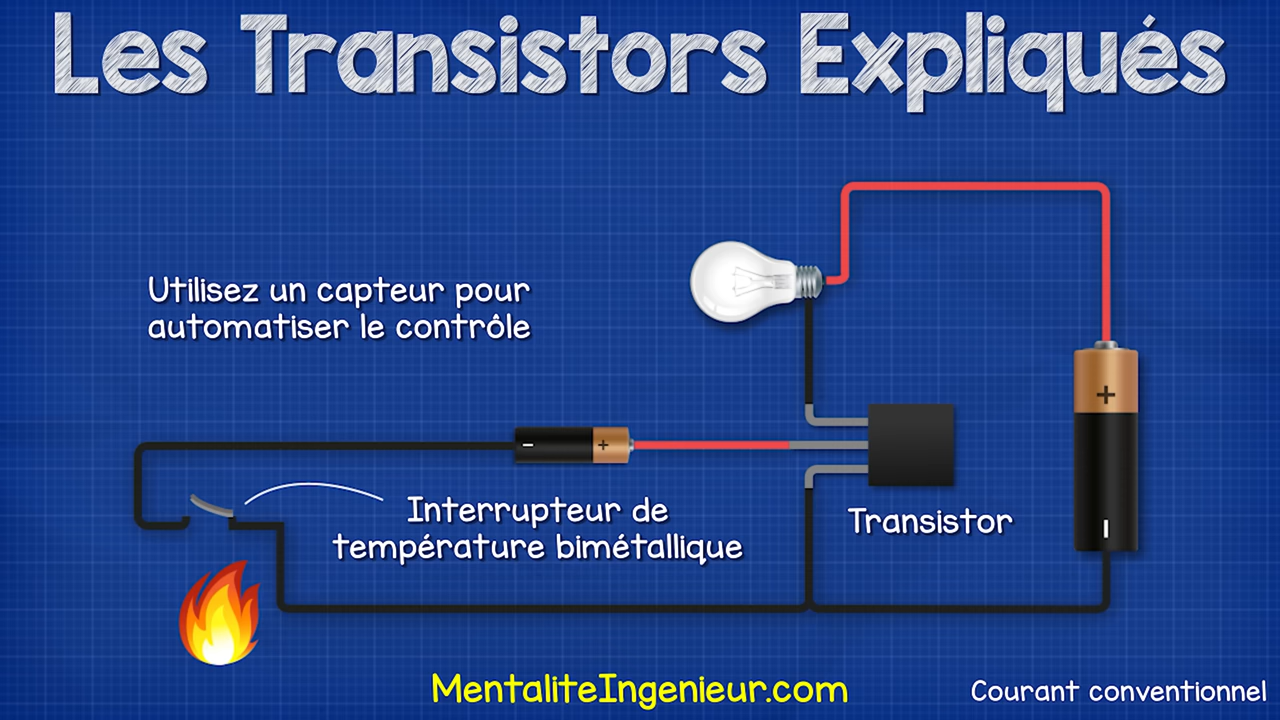 Les Transistors Expliqués
Utilisez un capteur pour
automatiser le contrôle
+
- +
Interrupteur de
température bimétallique
Transistor
-
MentaliteIngenieur.com
Courant conventionnel